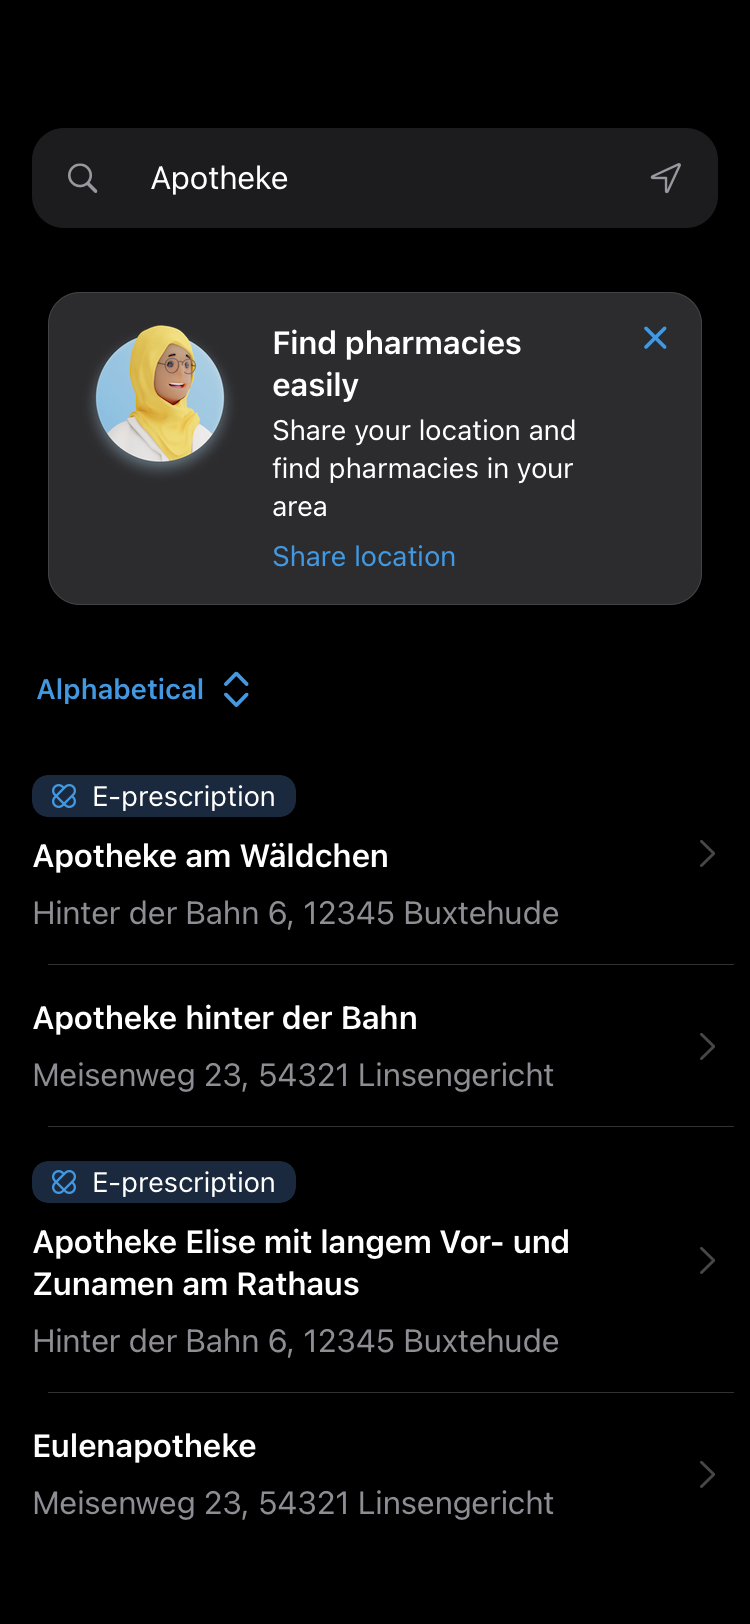 Apotheke
Find pharmacies
easily
Share your location and
find pharmacies in your
area
Share location
Alphabetical
E-prescription
Apotheke am Wäldchen
Hinter der Bahn 6, 12345 Buxtehude
Apotheke hinter der Bahn
Meisenweg 23, 54321 Linsengericht
E-prescription
Apotheke Elise mit langem Vor- und
Zunamen am Rathaus
Hinter der Bahn 6, 12345 Buxtehude
Eulenapotheke
Meisenweg 23, 54321 Linsengericht